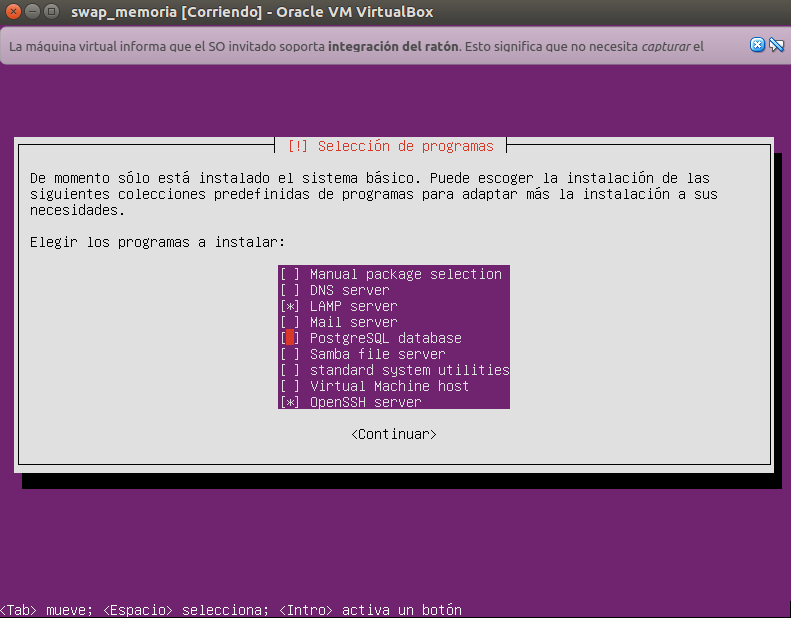 swap_memoria [Corriendo] - Oracle VM VirtualBox
La máquina virtual informa que el SO invitado soporta integración del ratón. Esto significa que no necesita capturar el
[!] Selección de programas
De momento sólo está instalado el sistema básico. Puede escoger la instalación de las
siguientes colecciones predefinidas de programas para adaptar más la instalación a sus
necesidades.
Elegir los programas a instalar:
[ ] Manual package selection
[ ] DNS server
[*] LAMP server
[ ] Mail server
[ ] PostgreSQL database
[ ] Samba file server
[ ] standard system utilities
[ ] Virtual Machine host
[*] OpenSSH server
<Continuar>
<Tab> mueve; <Espacio> selecciona; <Intro> activa un botón